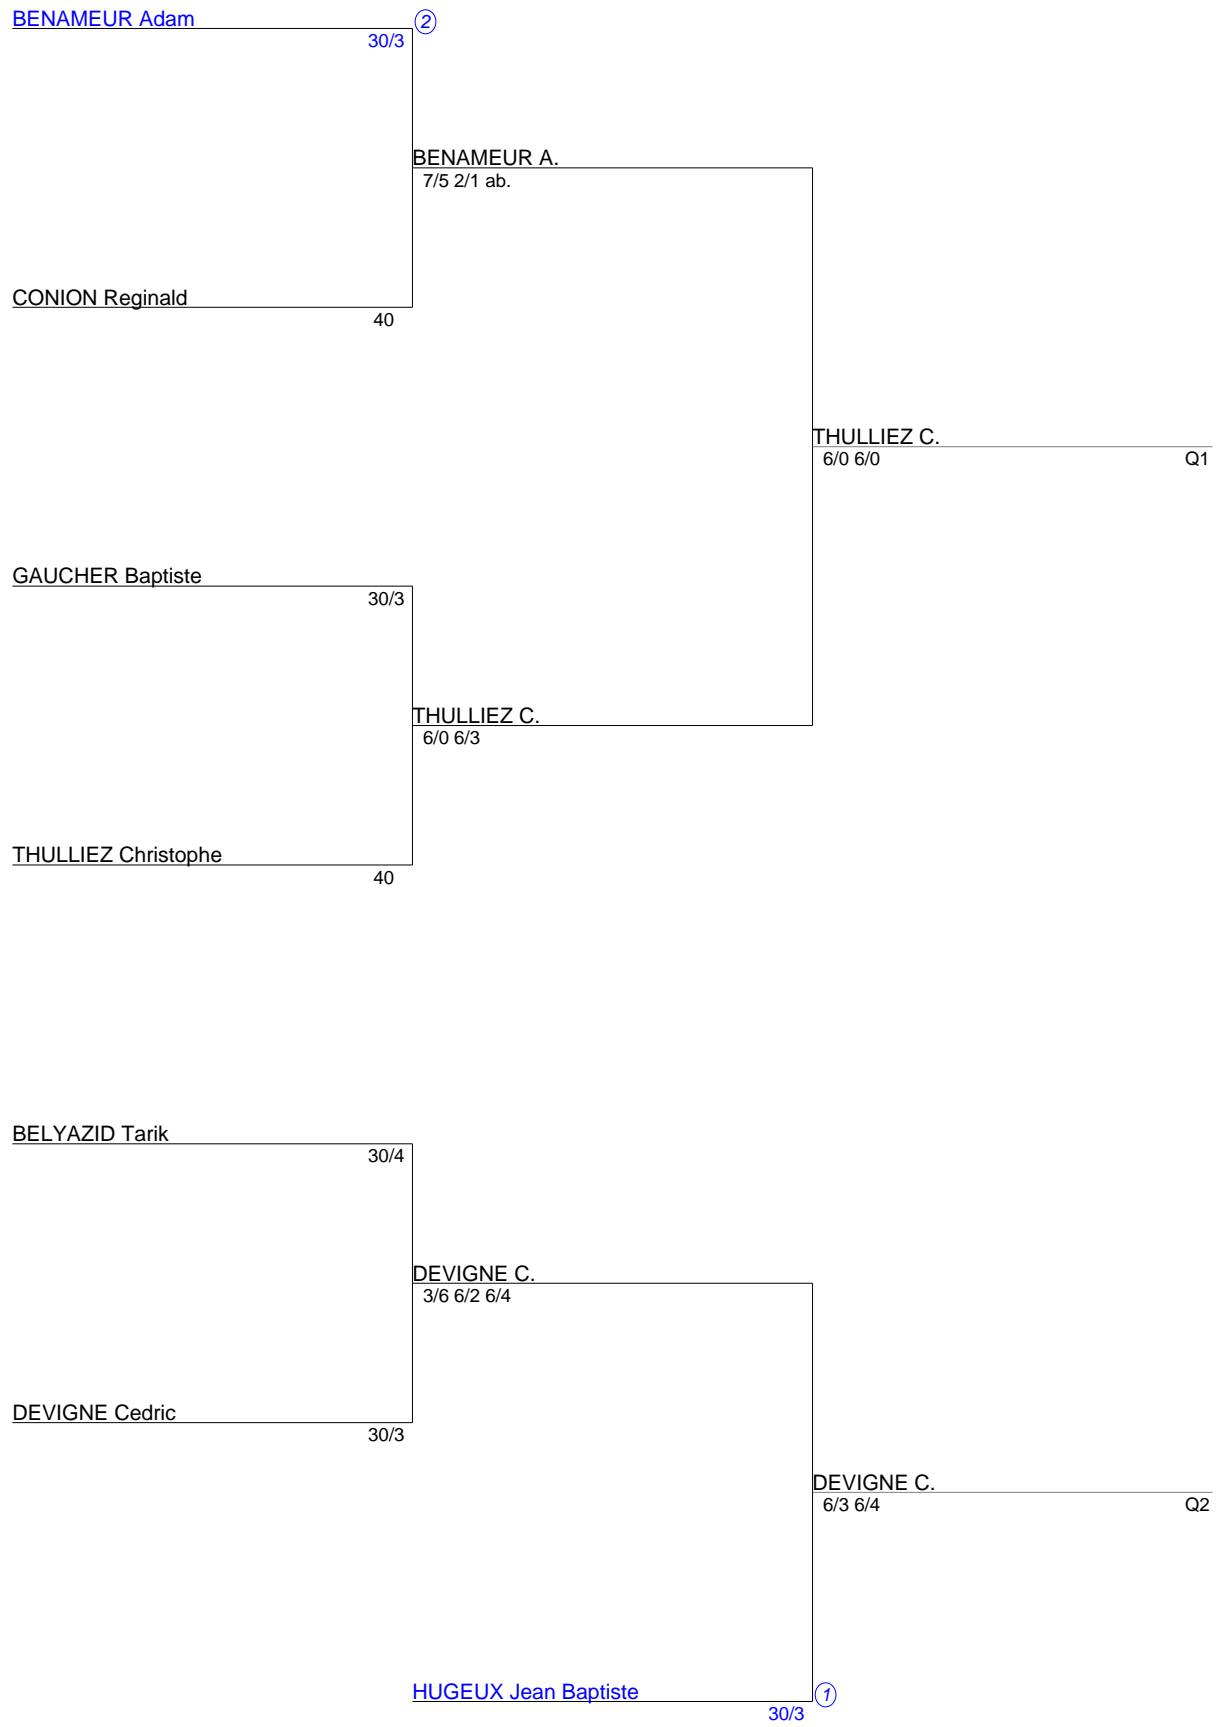 BENAMEUR Adam
2
30/3
BENAMEUR A.
7/5 2/1 ab.
CONION Reginald
40
THULLIEZ C.
6/0 6/0
Q1
GAUCHER Baptiste
30/3
THULLIEZ C.
6/0 6/3
THULLIEZ Christophe
40
BELYAZID Tarik
30/4
DEVIGNE C.
3/6 6/2 6/4
DEVIGNE Cedric
30/3
DEVIGNE C.
6/3 6/4
Q2
HUGEUX Jean Baptiste
1
30/3